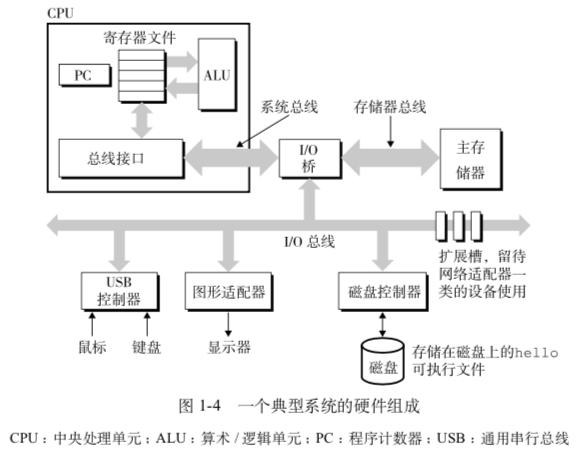 CPU
寄存器文件
PC
ALU
系统总线
存储器总线
总线接口
I/O
桥
主存
储器
I/O 总线
扩展槽，留待
网络适配器一
类的设备使用
USB
控制器
图形适配器
磁盘控制器
鼠标
键盘
显示器
磁盘
存储在磁盘上的hello
可执行文件
图 1-4 一个典型系统的硬件组成
CPU：中央处理单元；ALU：算术 / 逻辑单元；PC：程序计数器；USB：通用串行总线